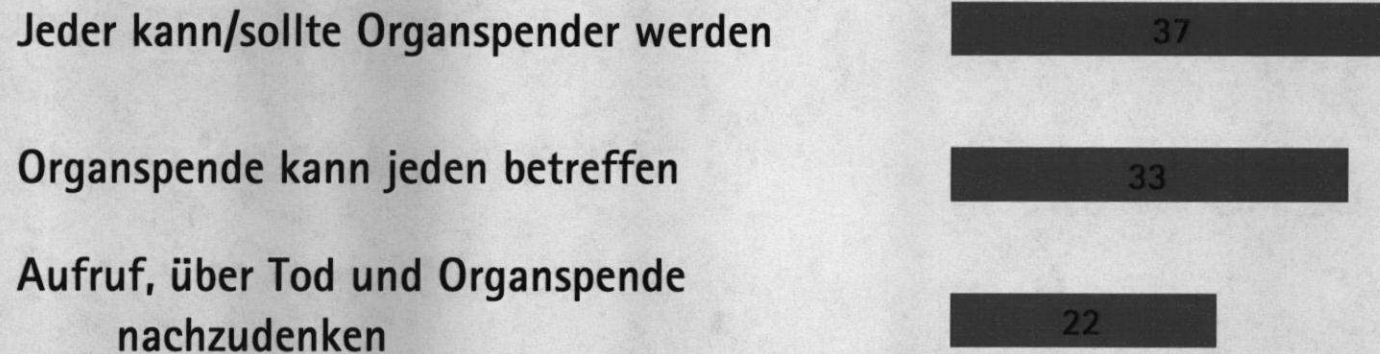 Jeder kann/sollte Organspender werden 37
Organspende kann jeden betreffen 33
Aufruf, über Tod und Organspende
nachzudenken 22